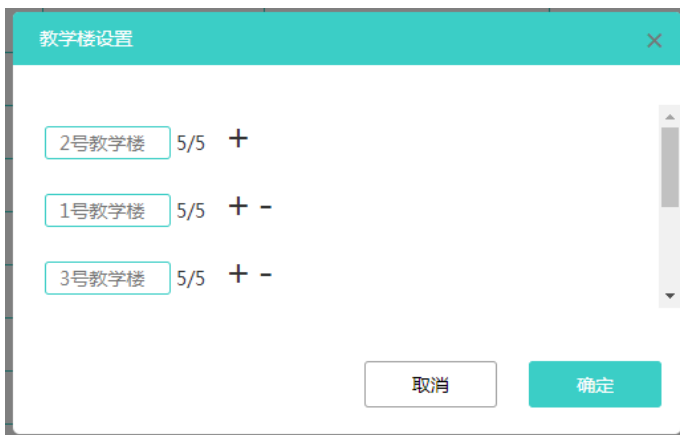 教学楼设置 ×
2号教学楼 5/5 +
1号教学楼 5/5 + -
3号教学楼 5/5 + -
取消 确定